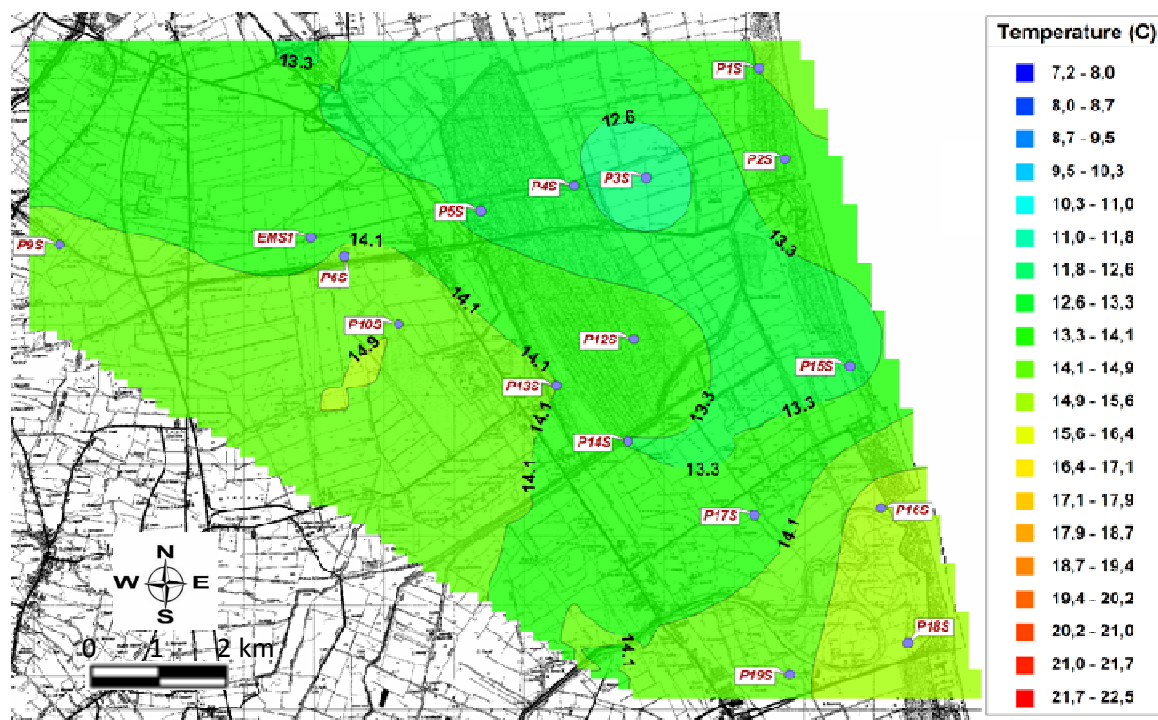 Temperature (C)
7,2 - 8.0
8,0 - 8,7
8,7 - 9,5
9,5 - 10,3
10,3 - 11,0
11,0 - 11,8
11,8 - 12,6
12,6 - 13,3
13,3 - 14,1
14,1 - 14,9
14,9 - 15,6
15,6 - 16,4
16,4 - 17,1
17,1 - 17,9
17,9 - 18,7
18,7 - 19,4
19,4 - 20,2
20,2 - 21,0
21,0 - 21,7
21,7 - 22,5
13.3
P1S
12.6
P2S
P3S
P4S
P5S
EMS1
14.1
P9S
13.3
P6S
14.1
P10S
P12S
14.9
14.1
P15S
P13S
13.3
13.3
14.1
P14S
13.3
14.1
P16S
P17S
14.1
N
W E
S
P18S
14.1
0 1 2 km
P19S